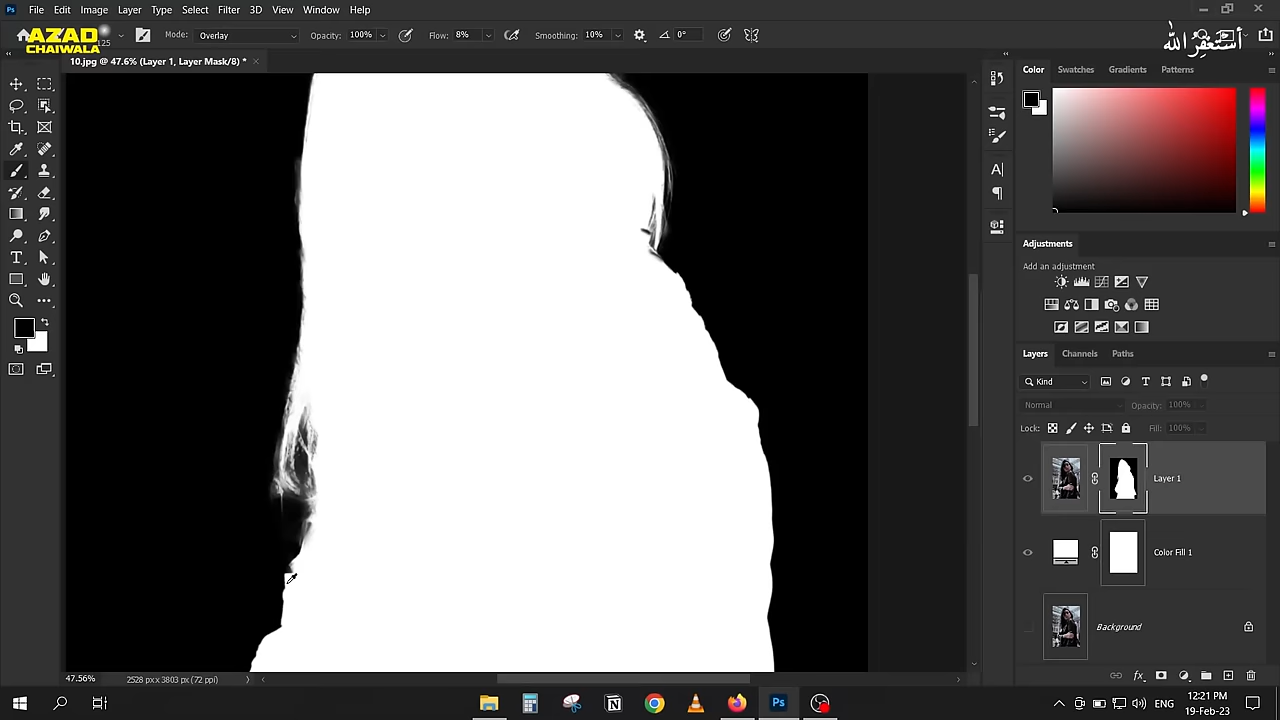 File Edit Image Layer Type Select Filter 3D View Window Help
AZAD
CHAIWALA
125
Mode: Overlay Opacity: 100% Flow: 8% Smoothing: 10% 0°
أستغفر الله
10.jpg @ 47.6% (Layer 1, Layer Mask/8) *
Color Swatches Gradients Patterns
Adjustments
Add an adjustment
Layers Channels Paths
Kind
Normal Opacity: 100%
Lock: Fill: 100%
Layer 1
Color Fill 1
Background
47.56% 2528 px x 3803 px (72 ppi)
ENG 12:21 PM
19-Feb-23